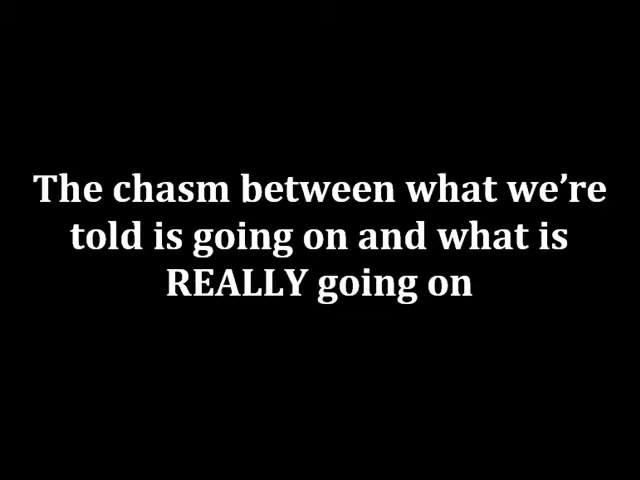 The chasm between what we’re
told is going on and what is
REALLY going on